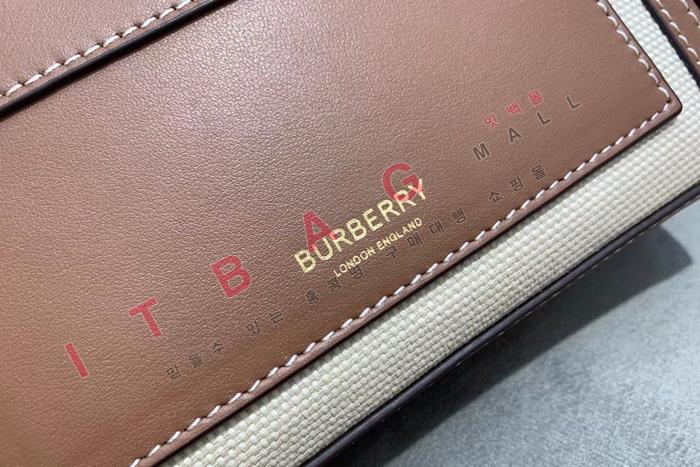 잇백몰
ITBAG MALL
BURBERRY
LONDON ENGLAND
믿을수 있는 홍콩명품 구매대행 쇼핑몰